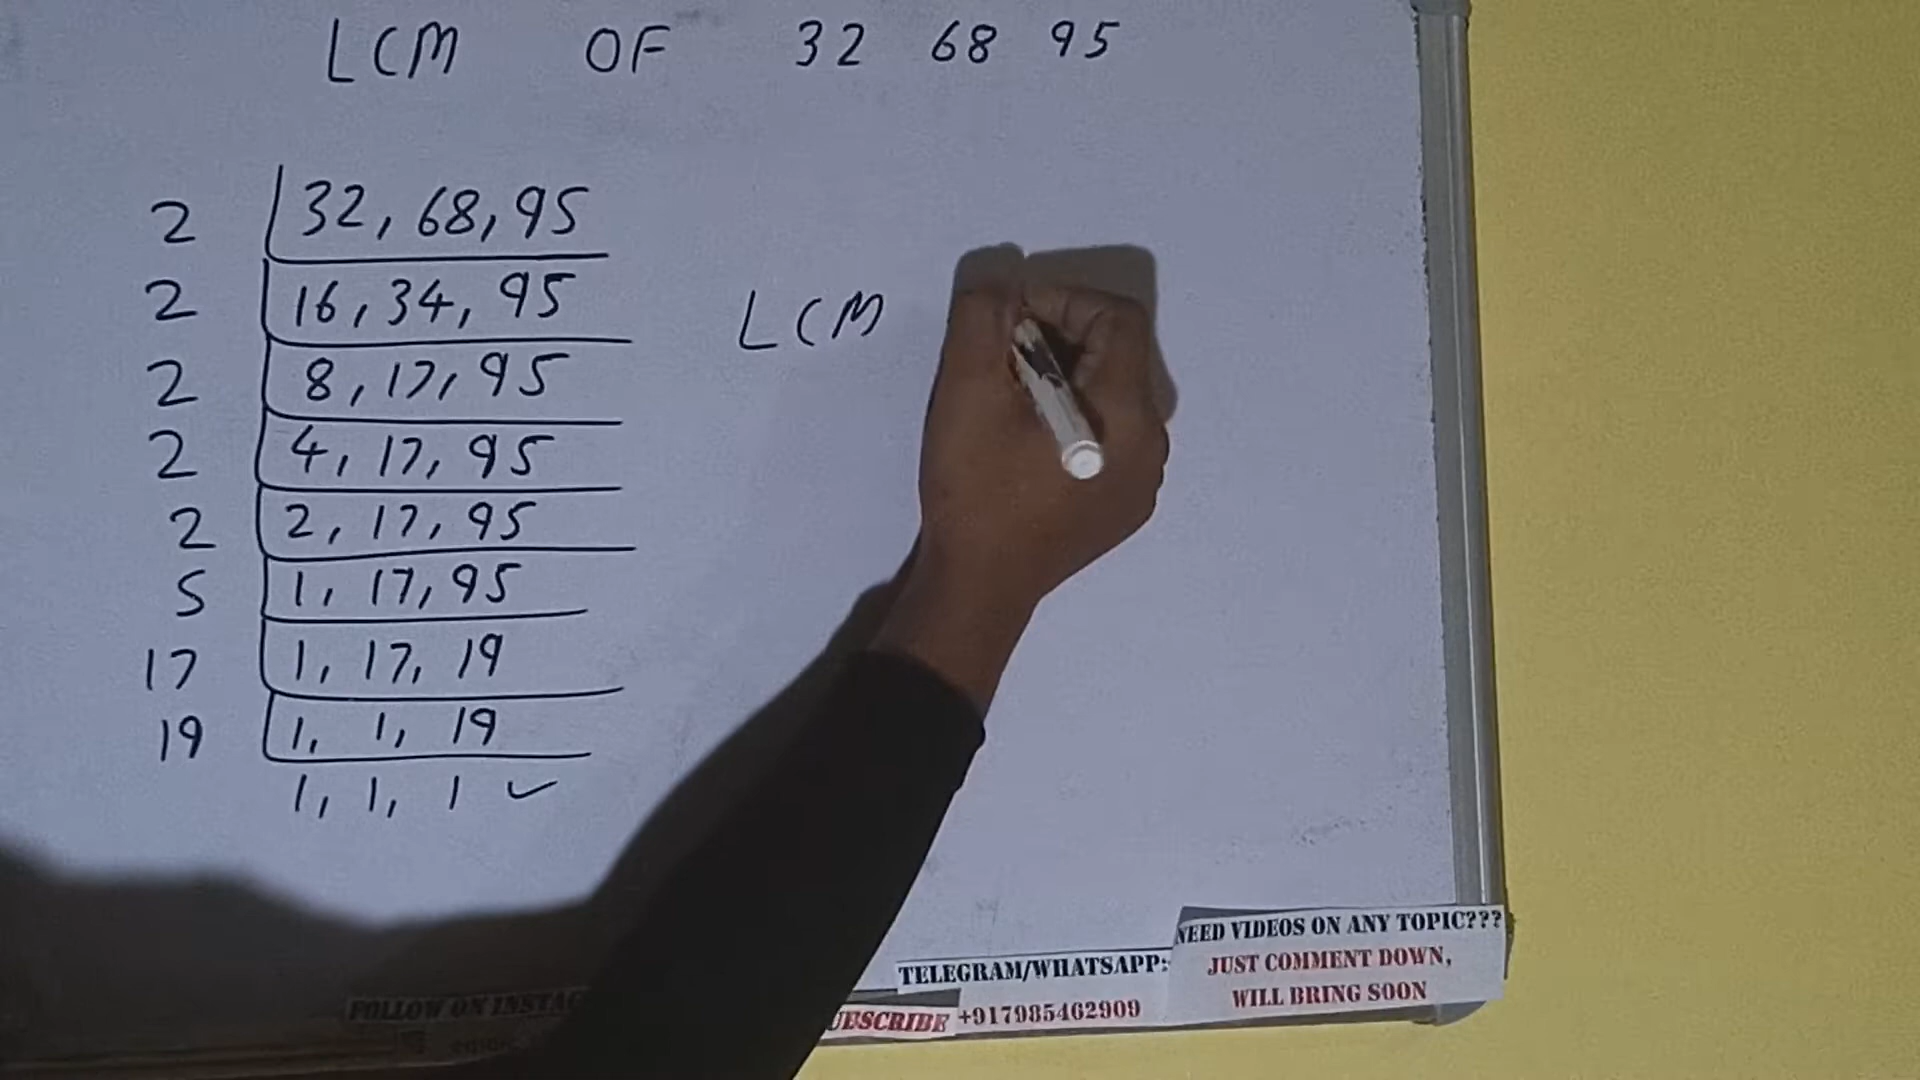 LCM OF 32 68 95
2 32, 68, 95
2 16, 34, 95
LCM
2 8, 17, 95
2 4, 17, 95
2 2, 17, 95
5 1, 17, 95
17 1, 17, 19
19 1, 1, 19
1, 1, 1 ✓
NEED VIDEOS ON ANY TOPIC???
JUST COMMENT DOWN,
WILL BRING SOON
TELEGRAM/WHATSAPP:
+917985462909
FOLLOW ON